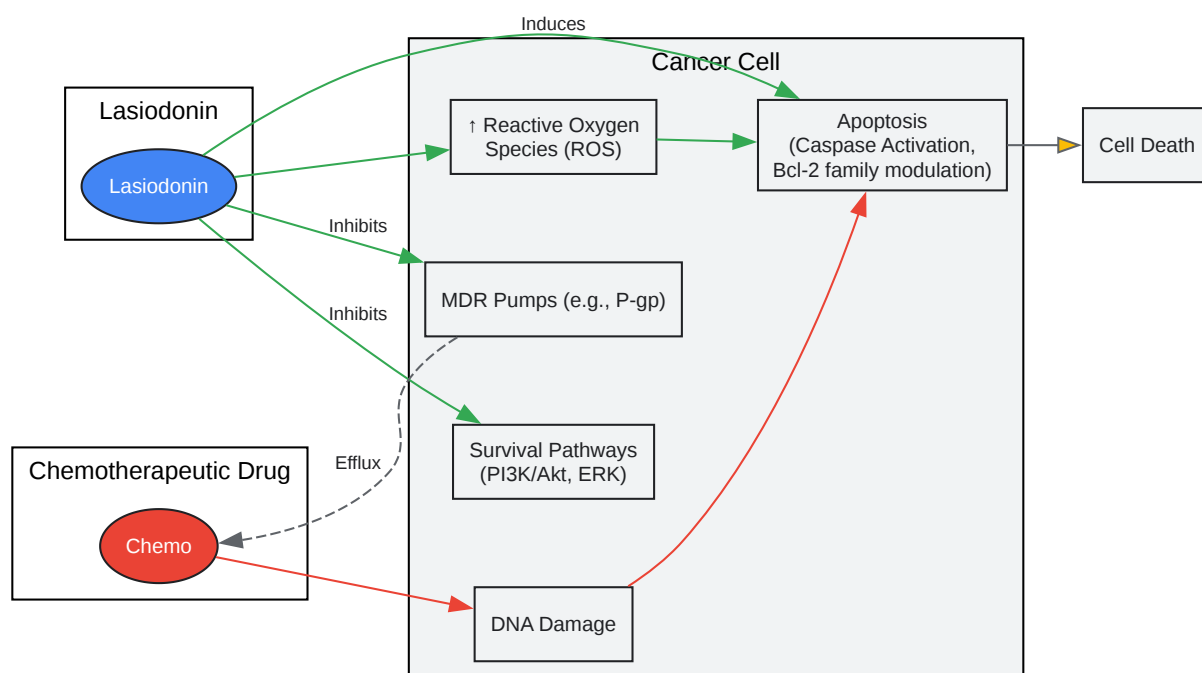 Induces
Cancer Cell
Lasiodonin
Lasiodonin
↑ Reactive Oxygen
Species (ROS)
Apoptosis
(Caspase Activation,
Bcl-2 family modulation)
Cell Death
Inhibits
MDR Pumps (e.g., P-gp)
Inhibits
Survival Pathways
(PI3K/Akt, ERK)
Efflux
Chemotherapeutic Drug
Chemo
DNA Damage